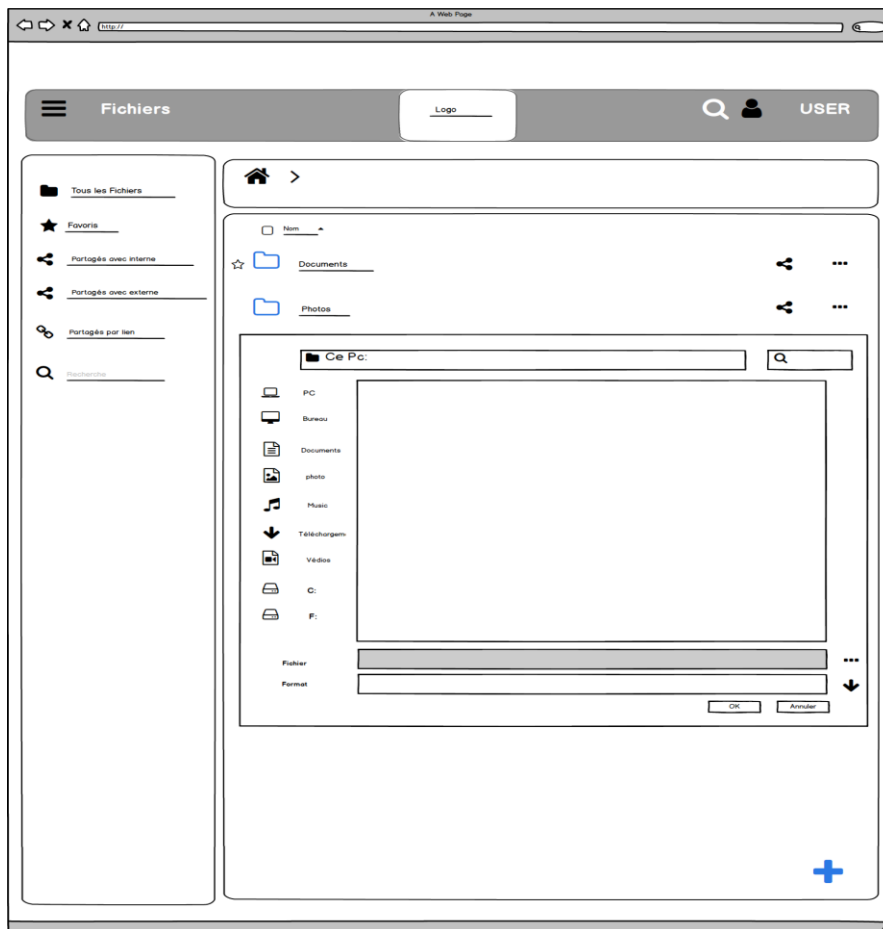 A Web Page
http://
Fichiers
Logo
USER
Tous les Fichiers
Favoris
Partagés avec interne
Partagés avec externe
Partagés par lien
Recherche
>
Nom
Documents
Photos
Ce Pc:
PC
Bureau
Documents
photo
Music
Téléchargem
Védios
C:
F:
Fichier
Format
OK Annuler